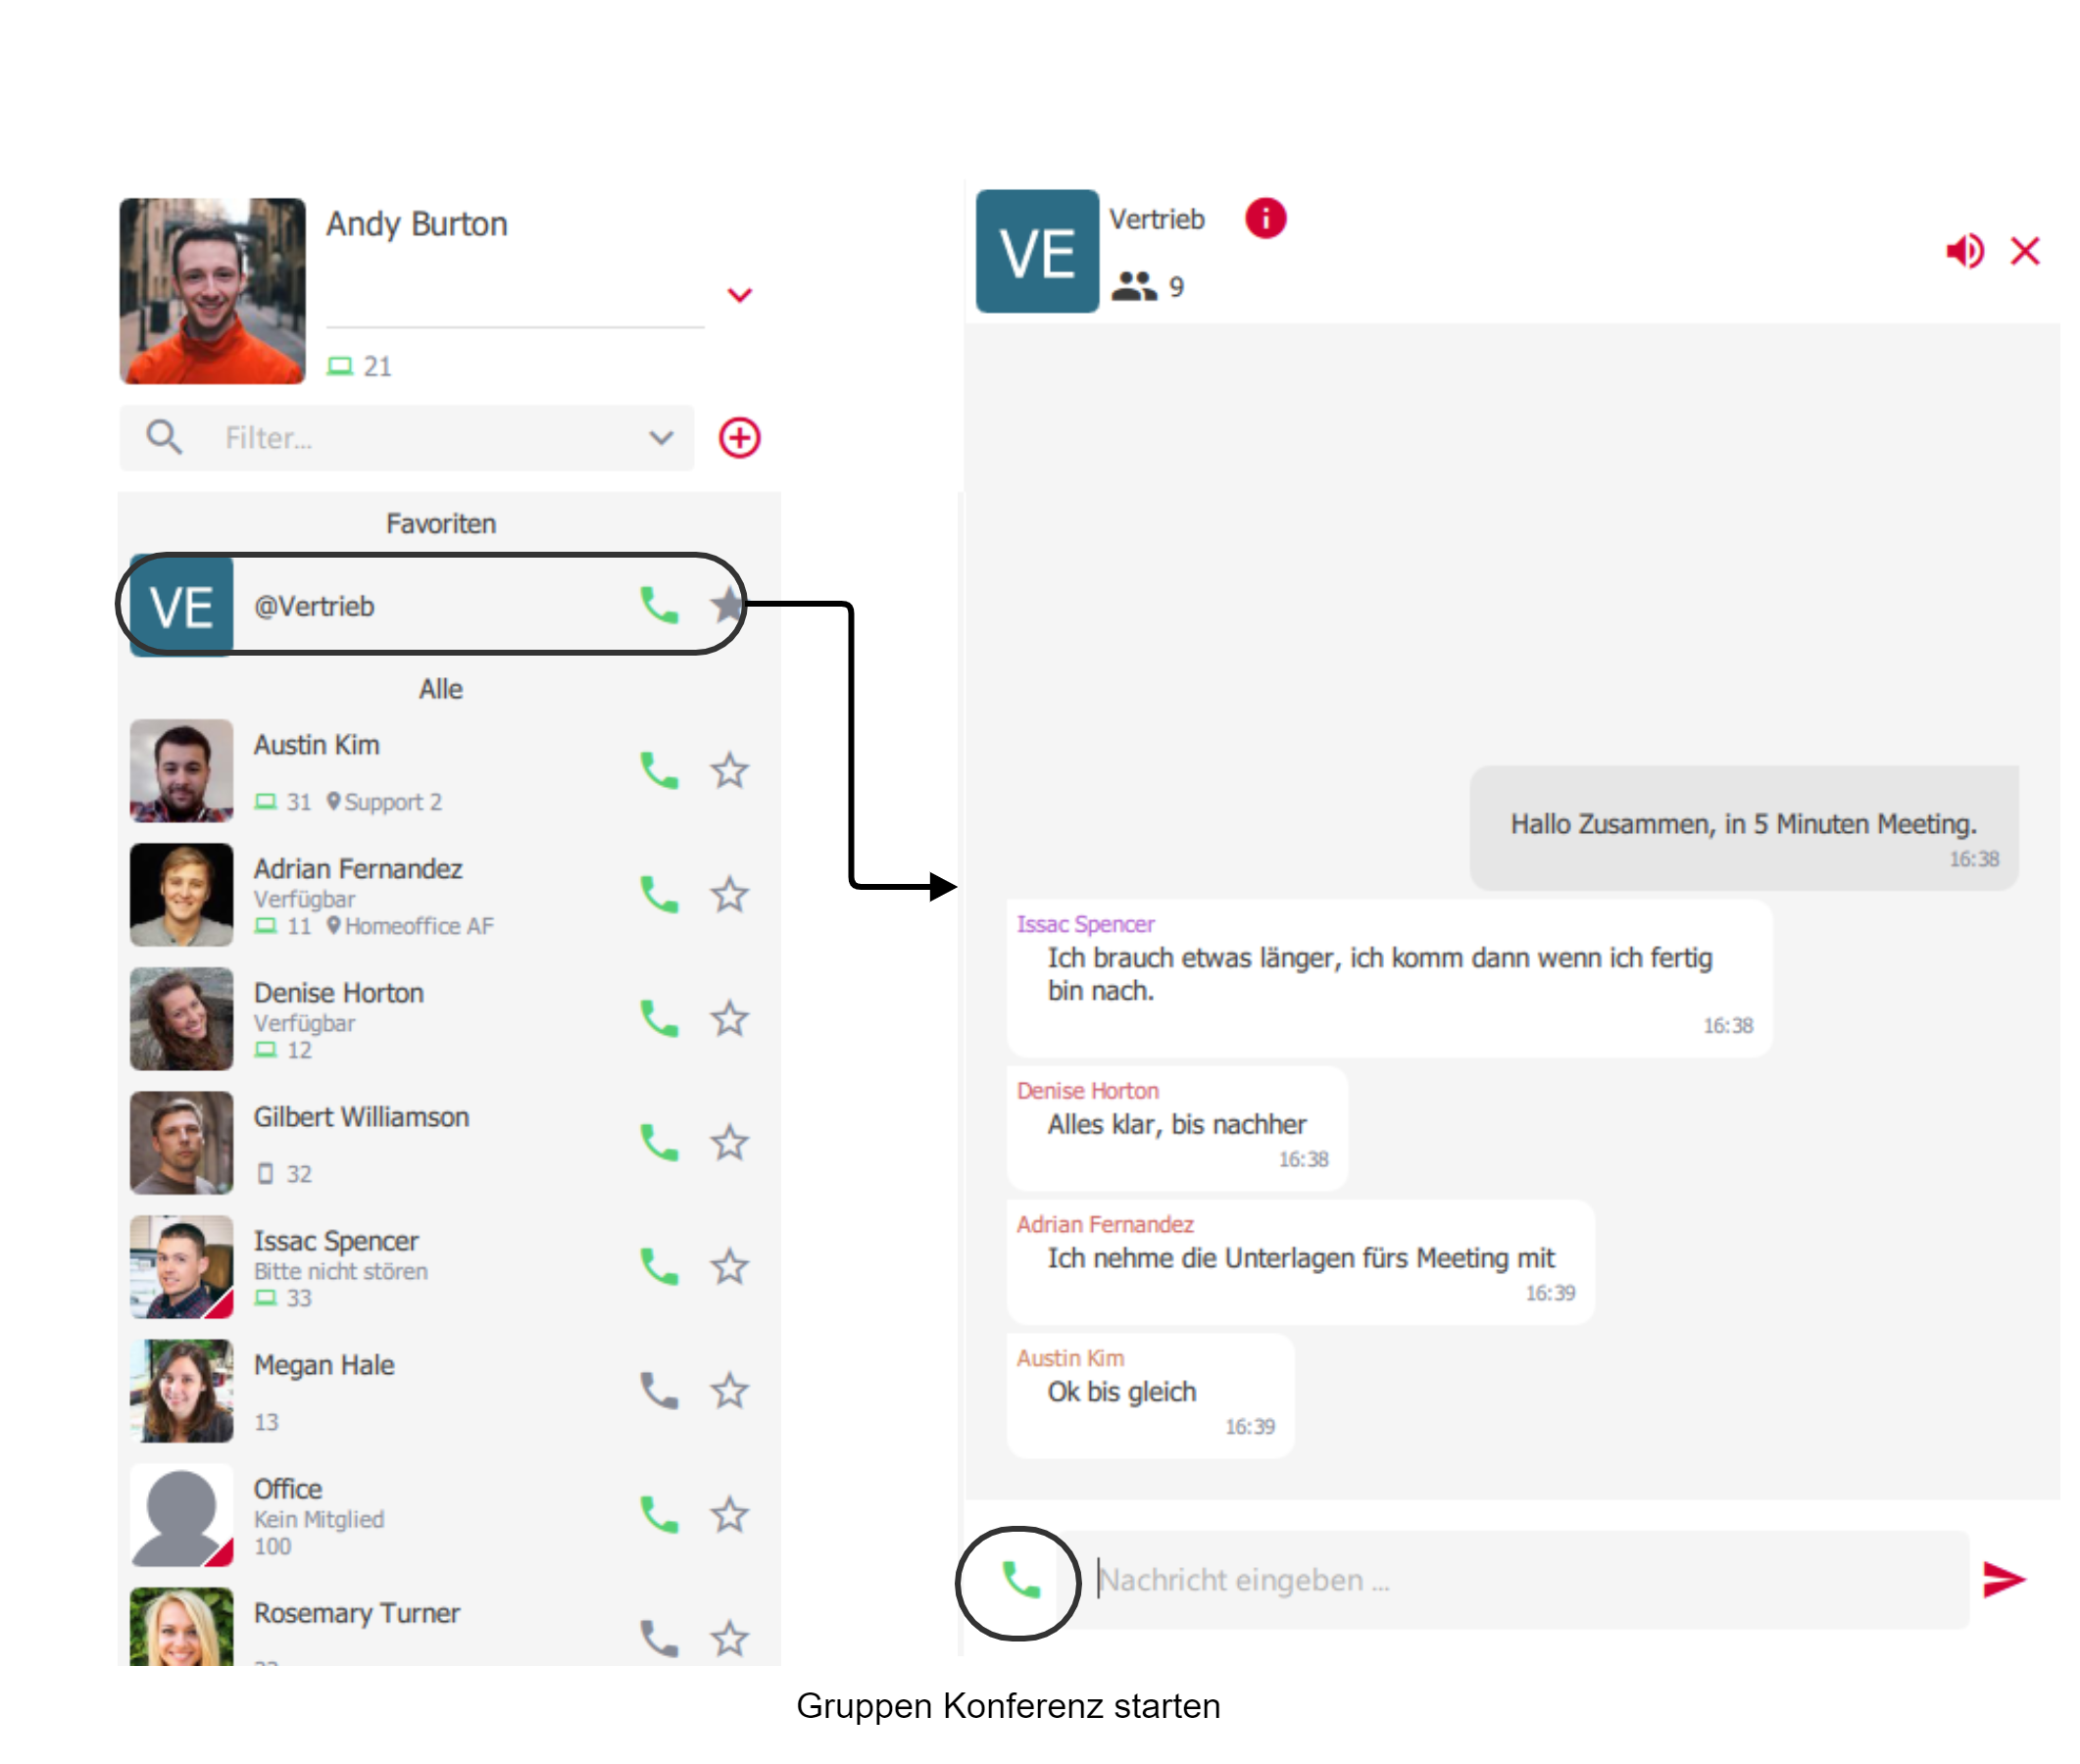 Andy Burton
21
Filter...
Favoriten
VE
@Vertrieb
Alle
Austin Kim
31 Support 2
Adrian Fernandez
Verfügbar
11 Homeoffice AF
Denise Horton
Verfügbar
12
Gilbert Williamson
32
Issac Spencer
Bitte nicht stören
33
Megan Hale
13
Office
Kein Mitglied
100
Rosemary Turner
VE
Vertrieb
i
9
Hallo Zusammen, in 5 Minuten Meeting.
16:38
Issac Spencer
Ich brauch etwas länger, ich komm dann wenn ich fertig
bin nach.
16:38
Denise Horton
Alles klar, bis nachher
16:38
Adrian Fernandez
Ich nehme die Unterlagen fürs Meeting mit
16:39
Austin Kim
Ok bis gleich
16:39
Nachricht eingeben ...
Gruppen Konferenz starten